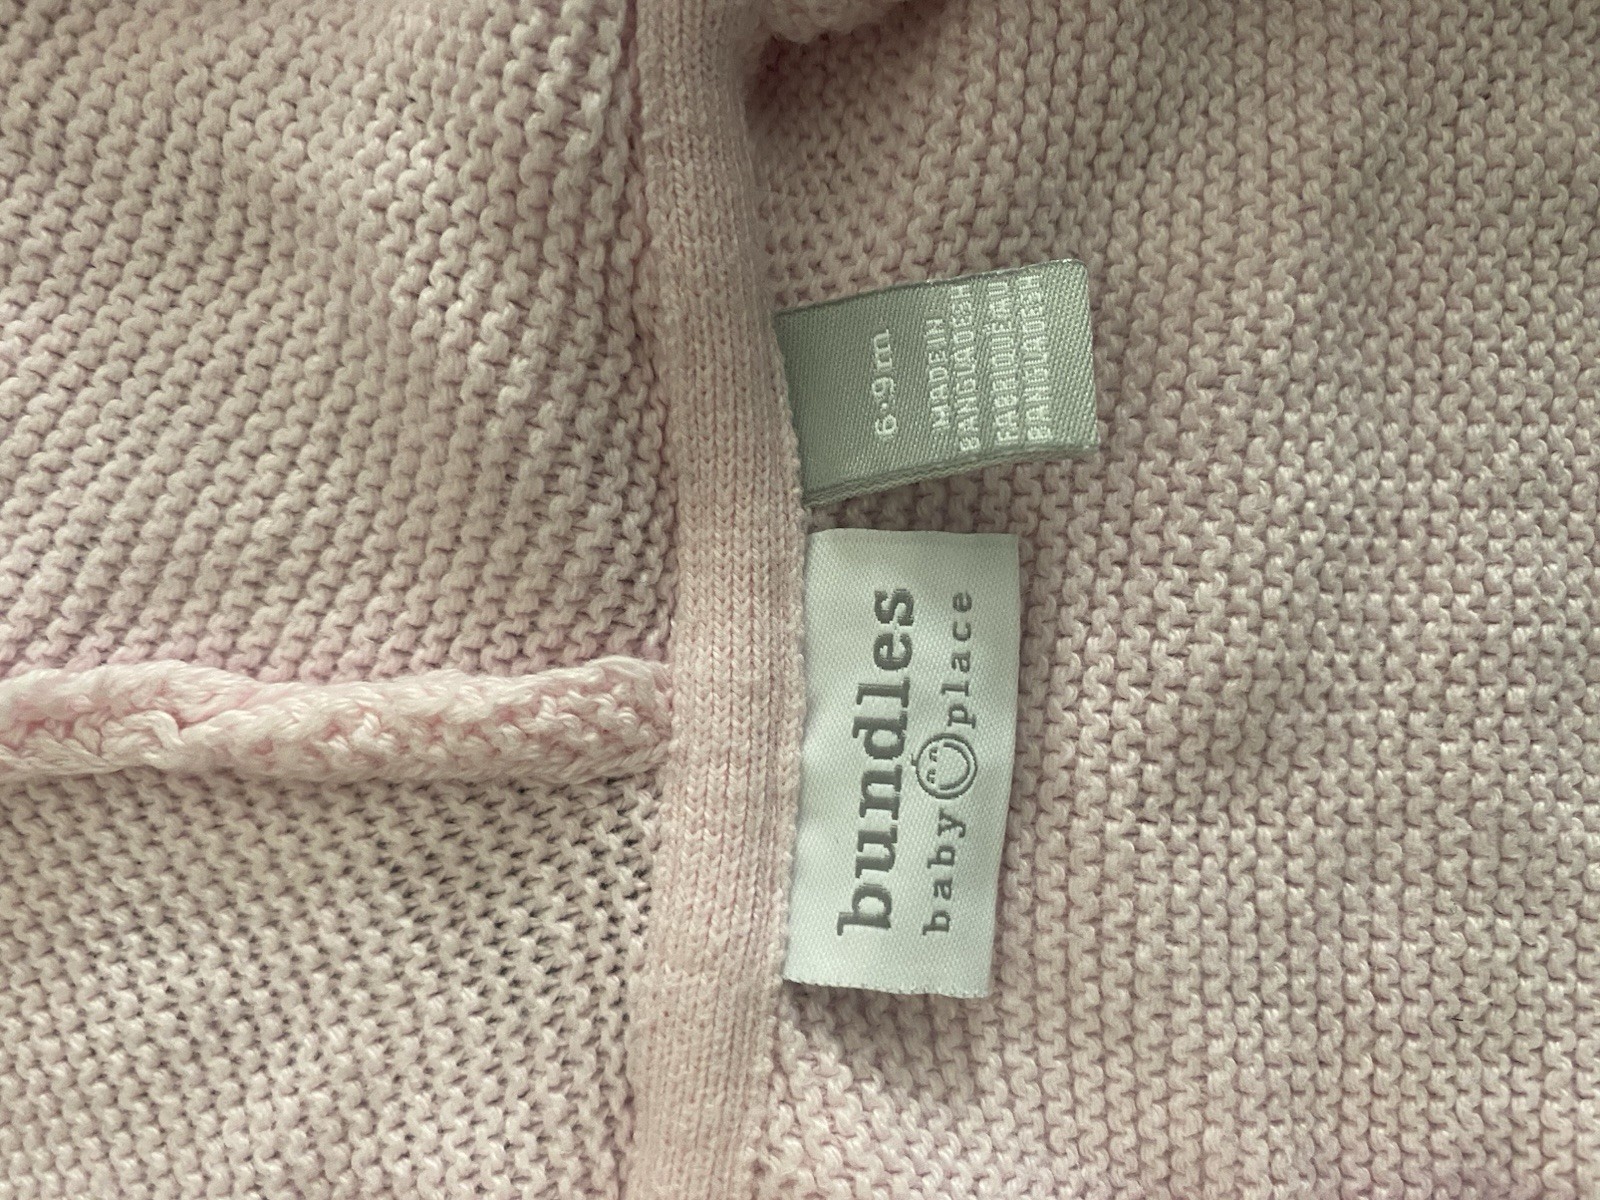 6-9m
MADE IN
BANGLADESH
FABRIQUÉ AU
BANGLADESH
bundles
baby place